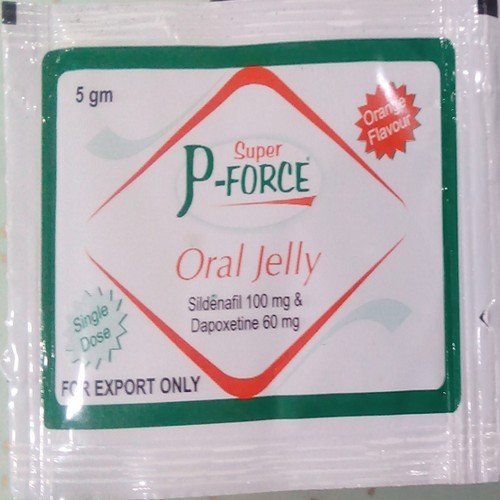 5 gm
Orange
Flavour
Super
P-FORCE
Oral Jelly
Sildenafil 100 mg &
Dapoxetine 60 mg
Single
Dose
FOR EXPORT ONLY